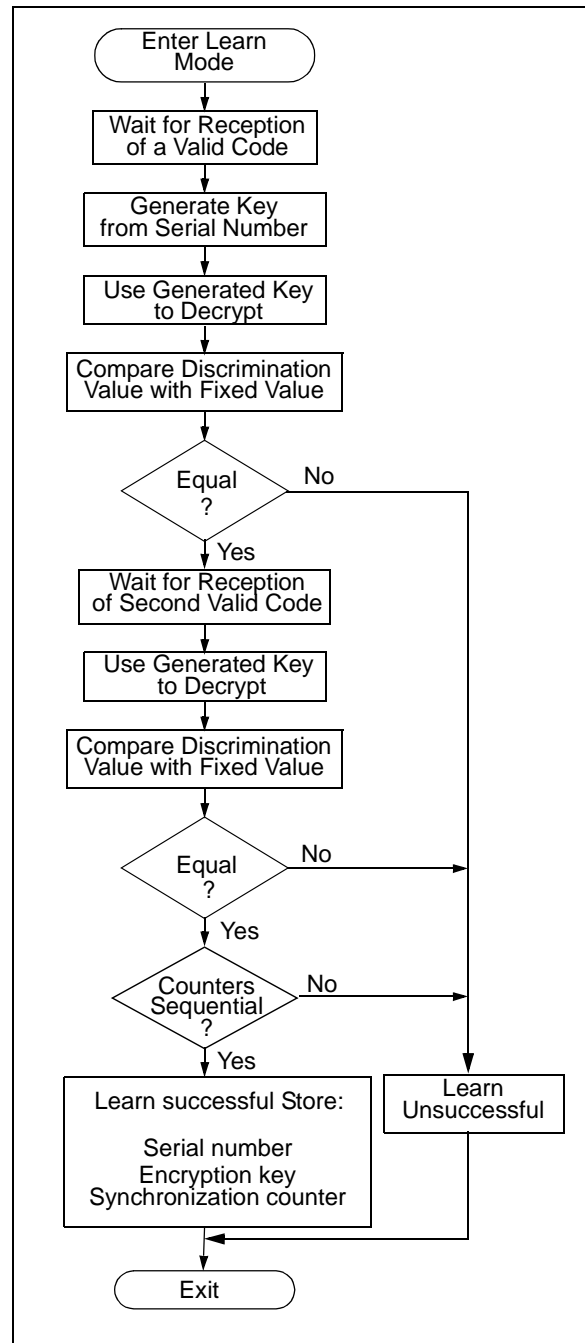 Enter Learn
Mode
Wait for Reception
of a Valid Code
Generate Key
from Serial Number
Use Generated Key
to Decrypt
Compare Discrimination
Value with Fixed Value
Equal
?
No
Yes
Wait for Reception
of Second Valid Code
Use Generated Key
to Decrypt
Compare Discrimination
Value with Fixed Value
Equal
?
No
Yes
Counters
Sequential
?
No
Yes
Learn successful Store:
Serial number
Encryption key
Synchronization counter
Learn
Unsuccessful
Exit